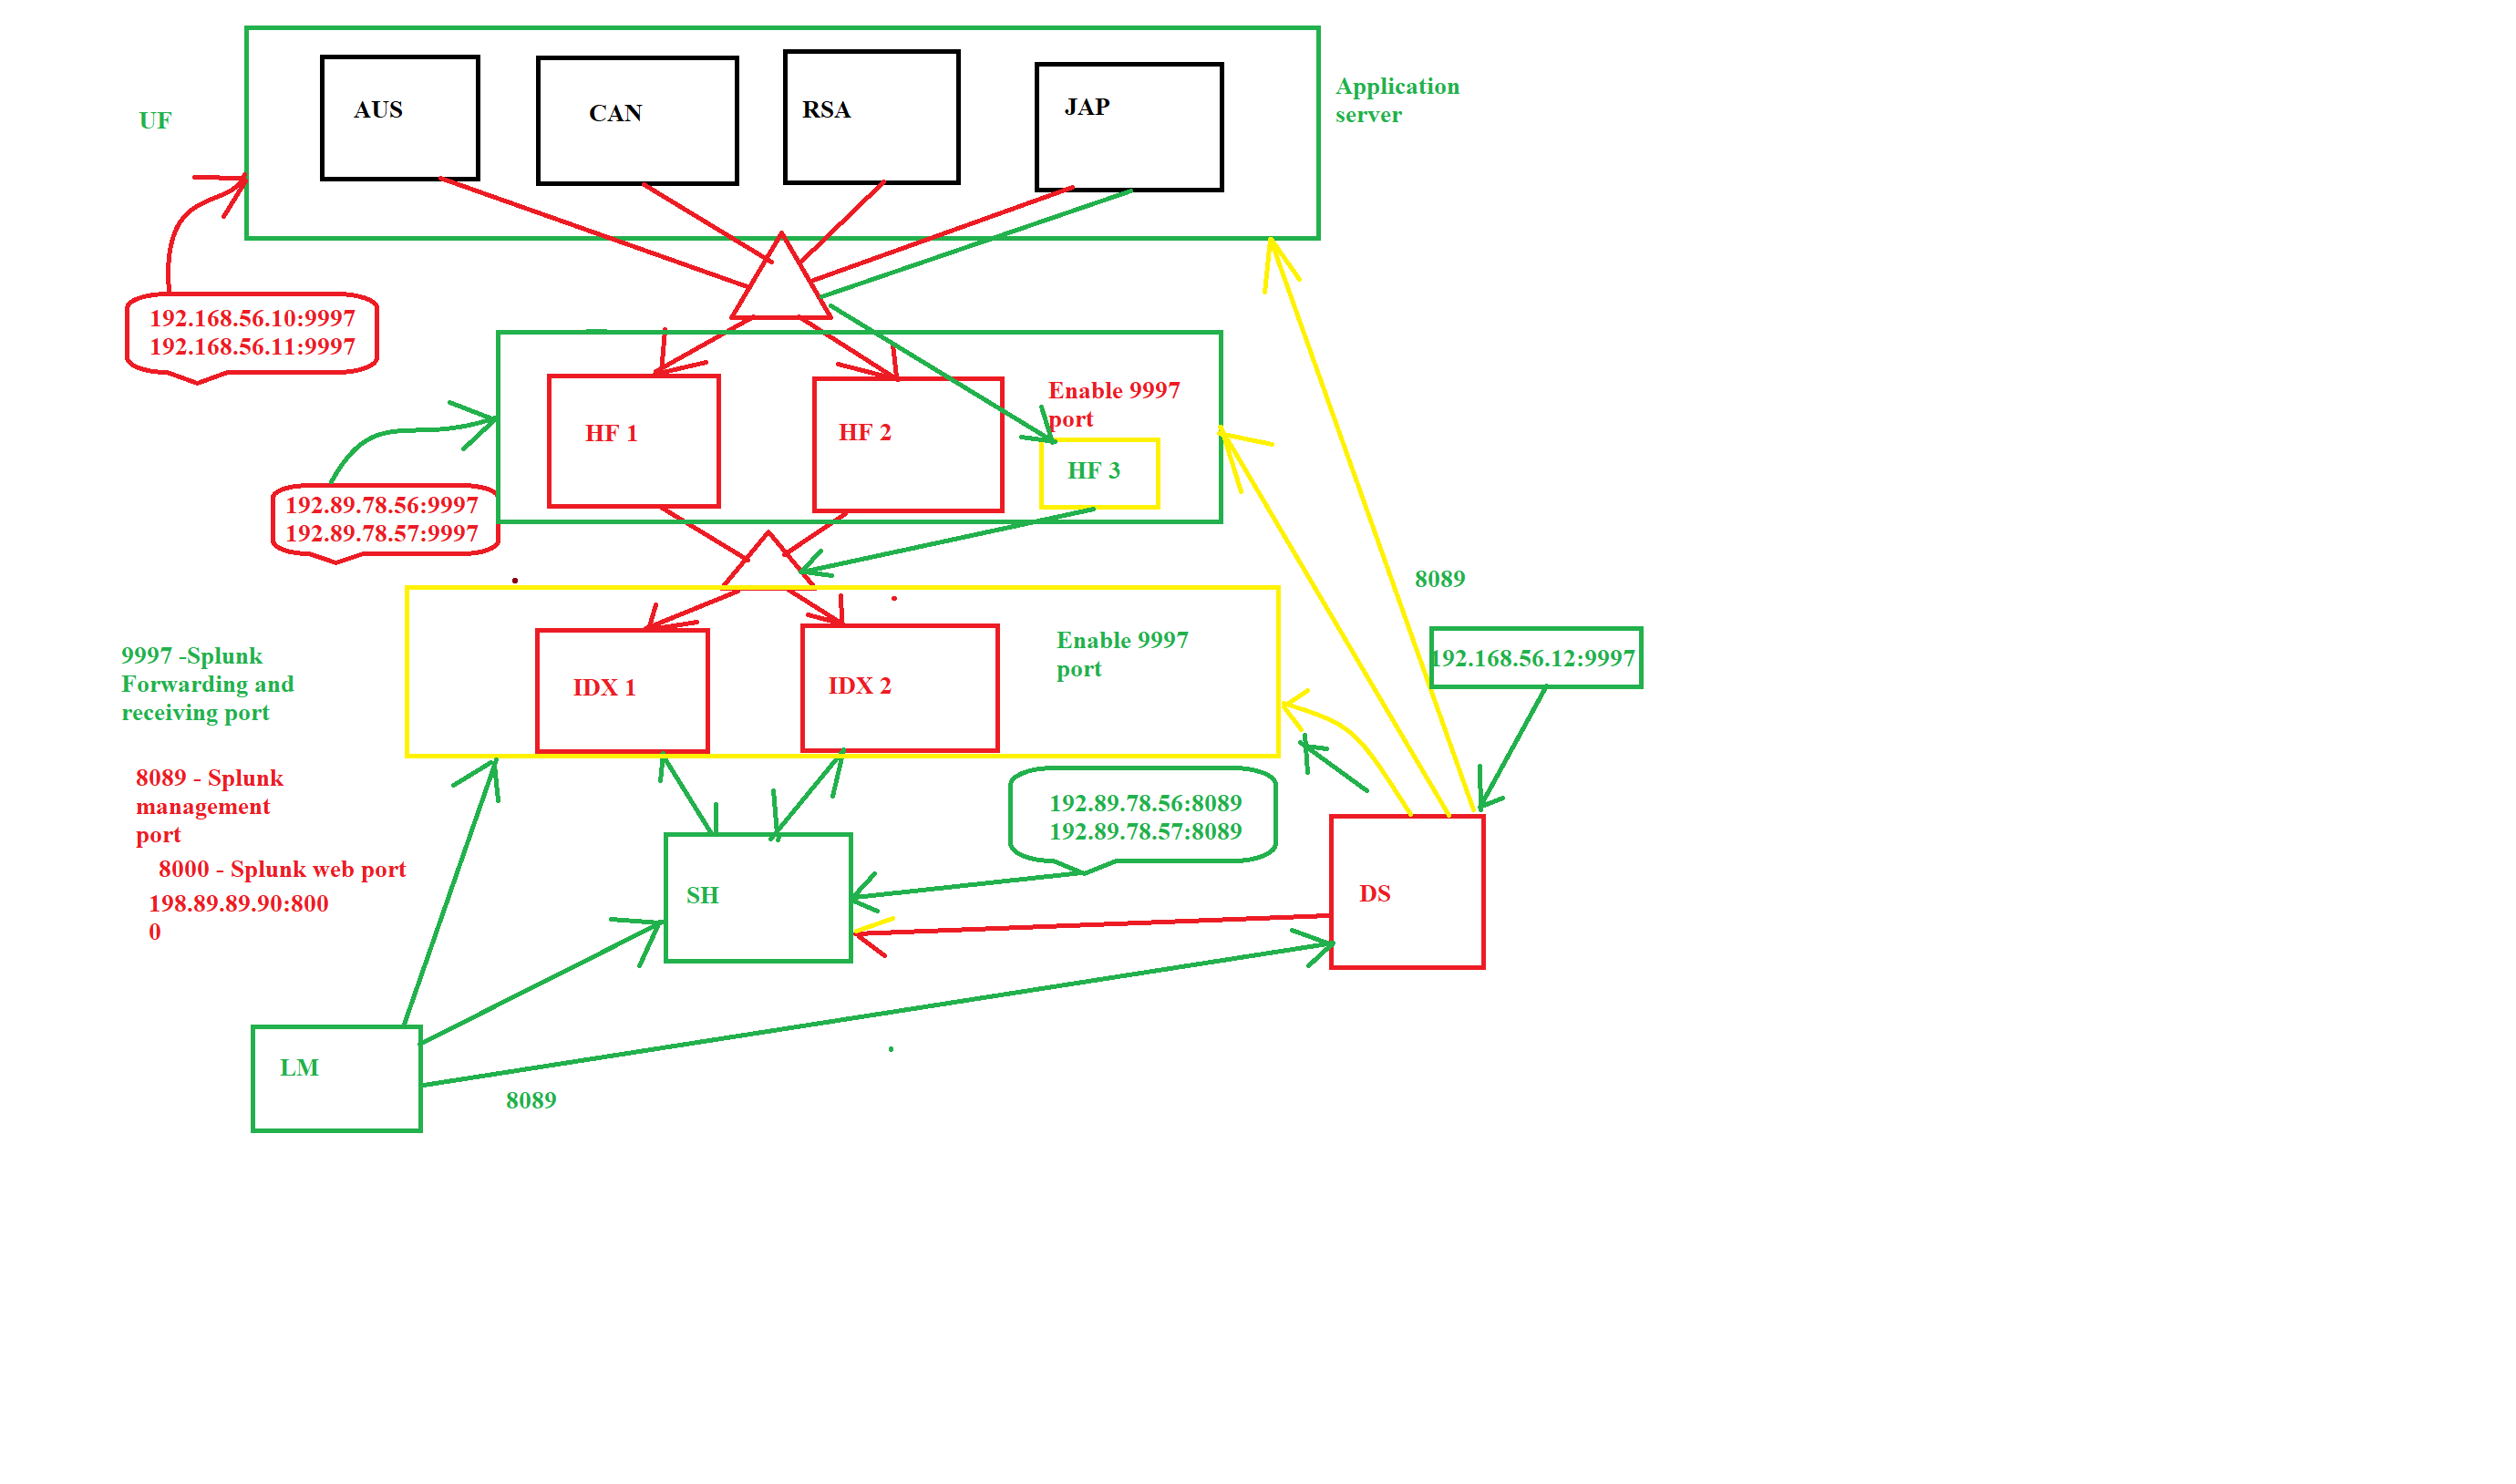 AUS
CAN
RSA
JAP
UF
Application
server
192.168.56.10:9997
192.168.56.11:9997
HF 1
HF 2
Enable 9997
port
HF 3
192.89.78.56:9997
192.89.78.57:9997
8089
9997 -Splunk
Forwarding and
receiving port
IDX 1
IDX 2
Enable 9997
port
192.168.56.12:9997
8089 - Splunk
management
port
8000 - Splunk web port
198.89.89.90:800
0
192.89.78.56:8089
192.89.78.57:8089
SH
DS
LM
8089